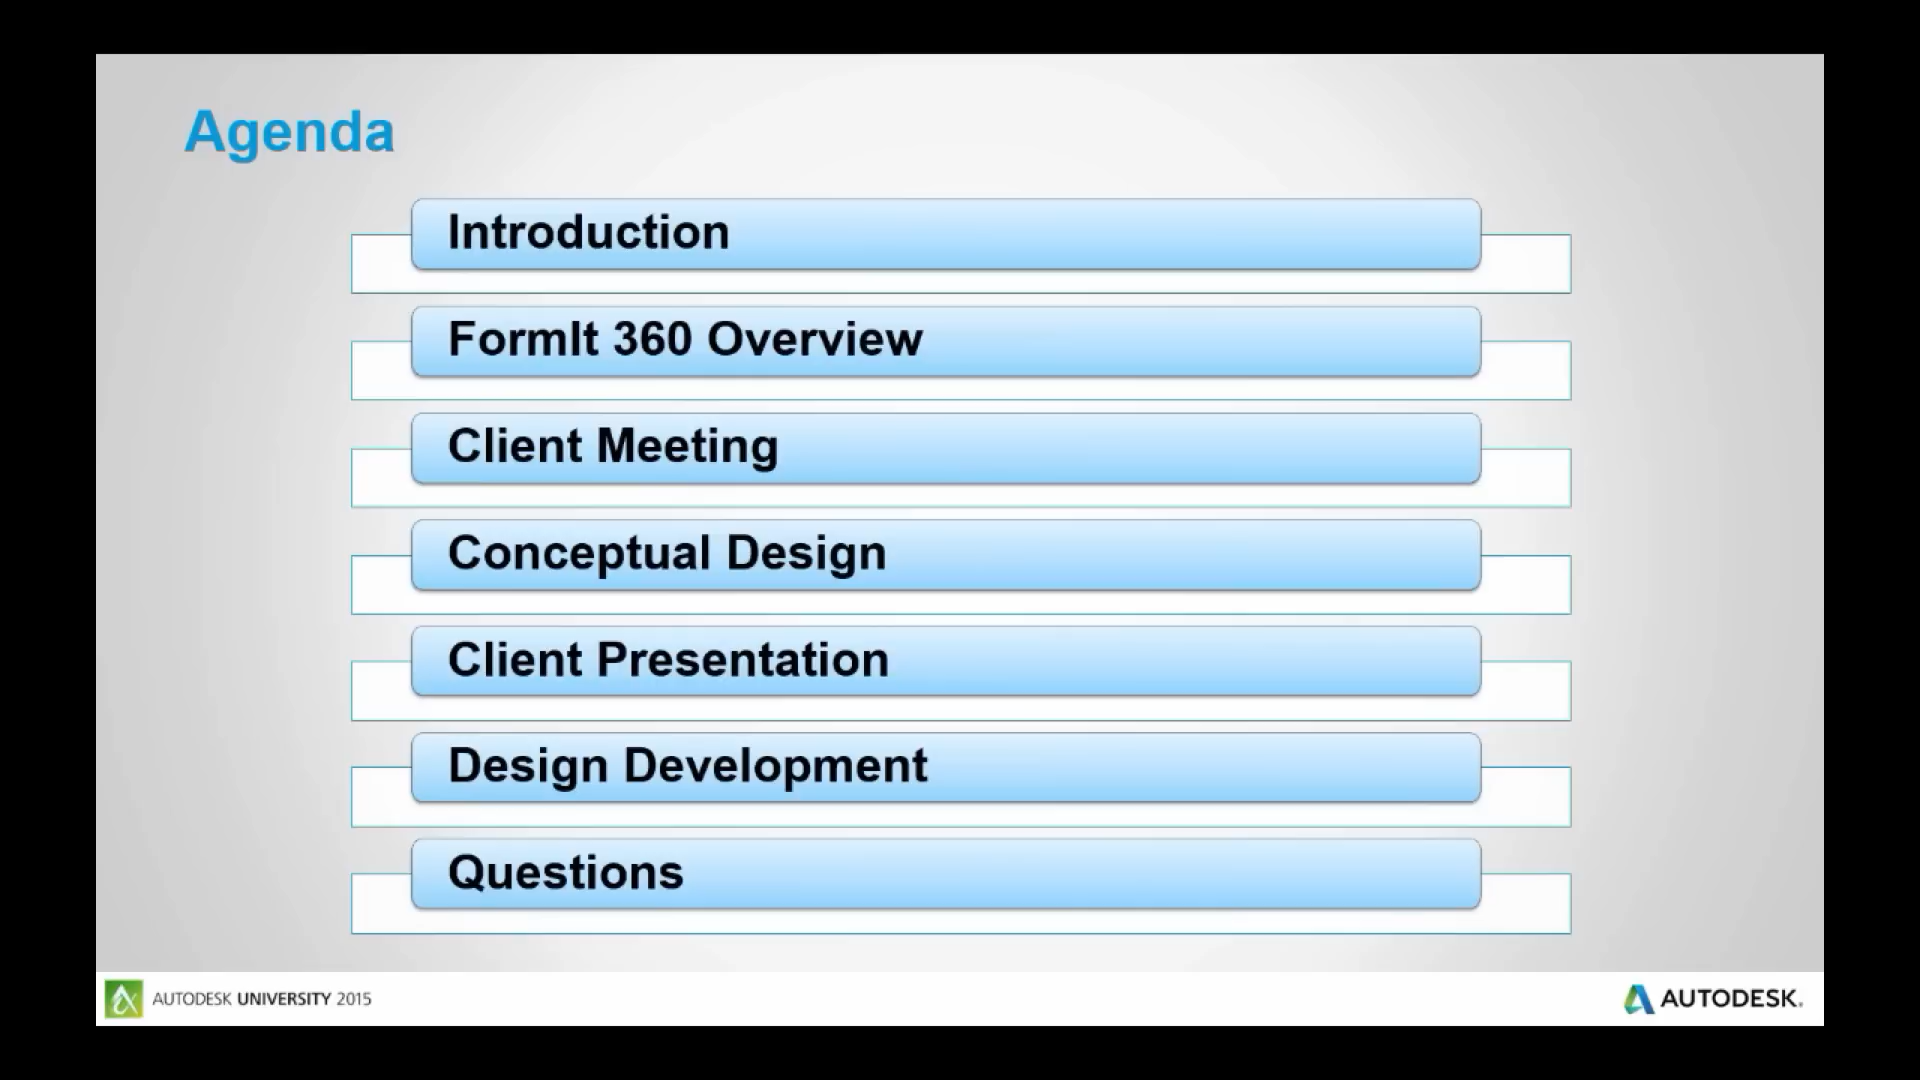 Agenda
Introduction
FormIt 360 Overview
Client Meeting
Conceptual Design
Client Presentation
Design Development
Questions
AUTODESK UNIVERSITY 2015
AUTODESK.